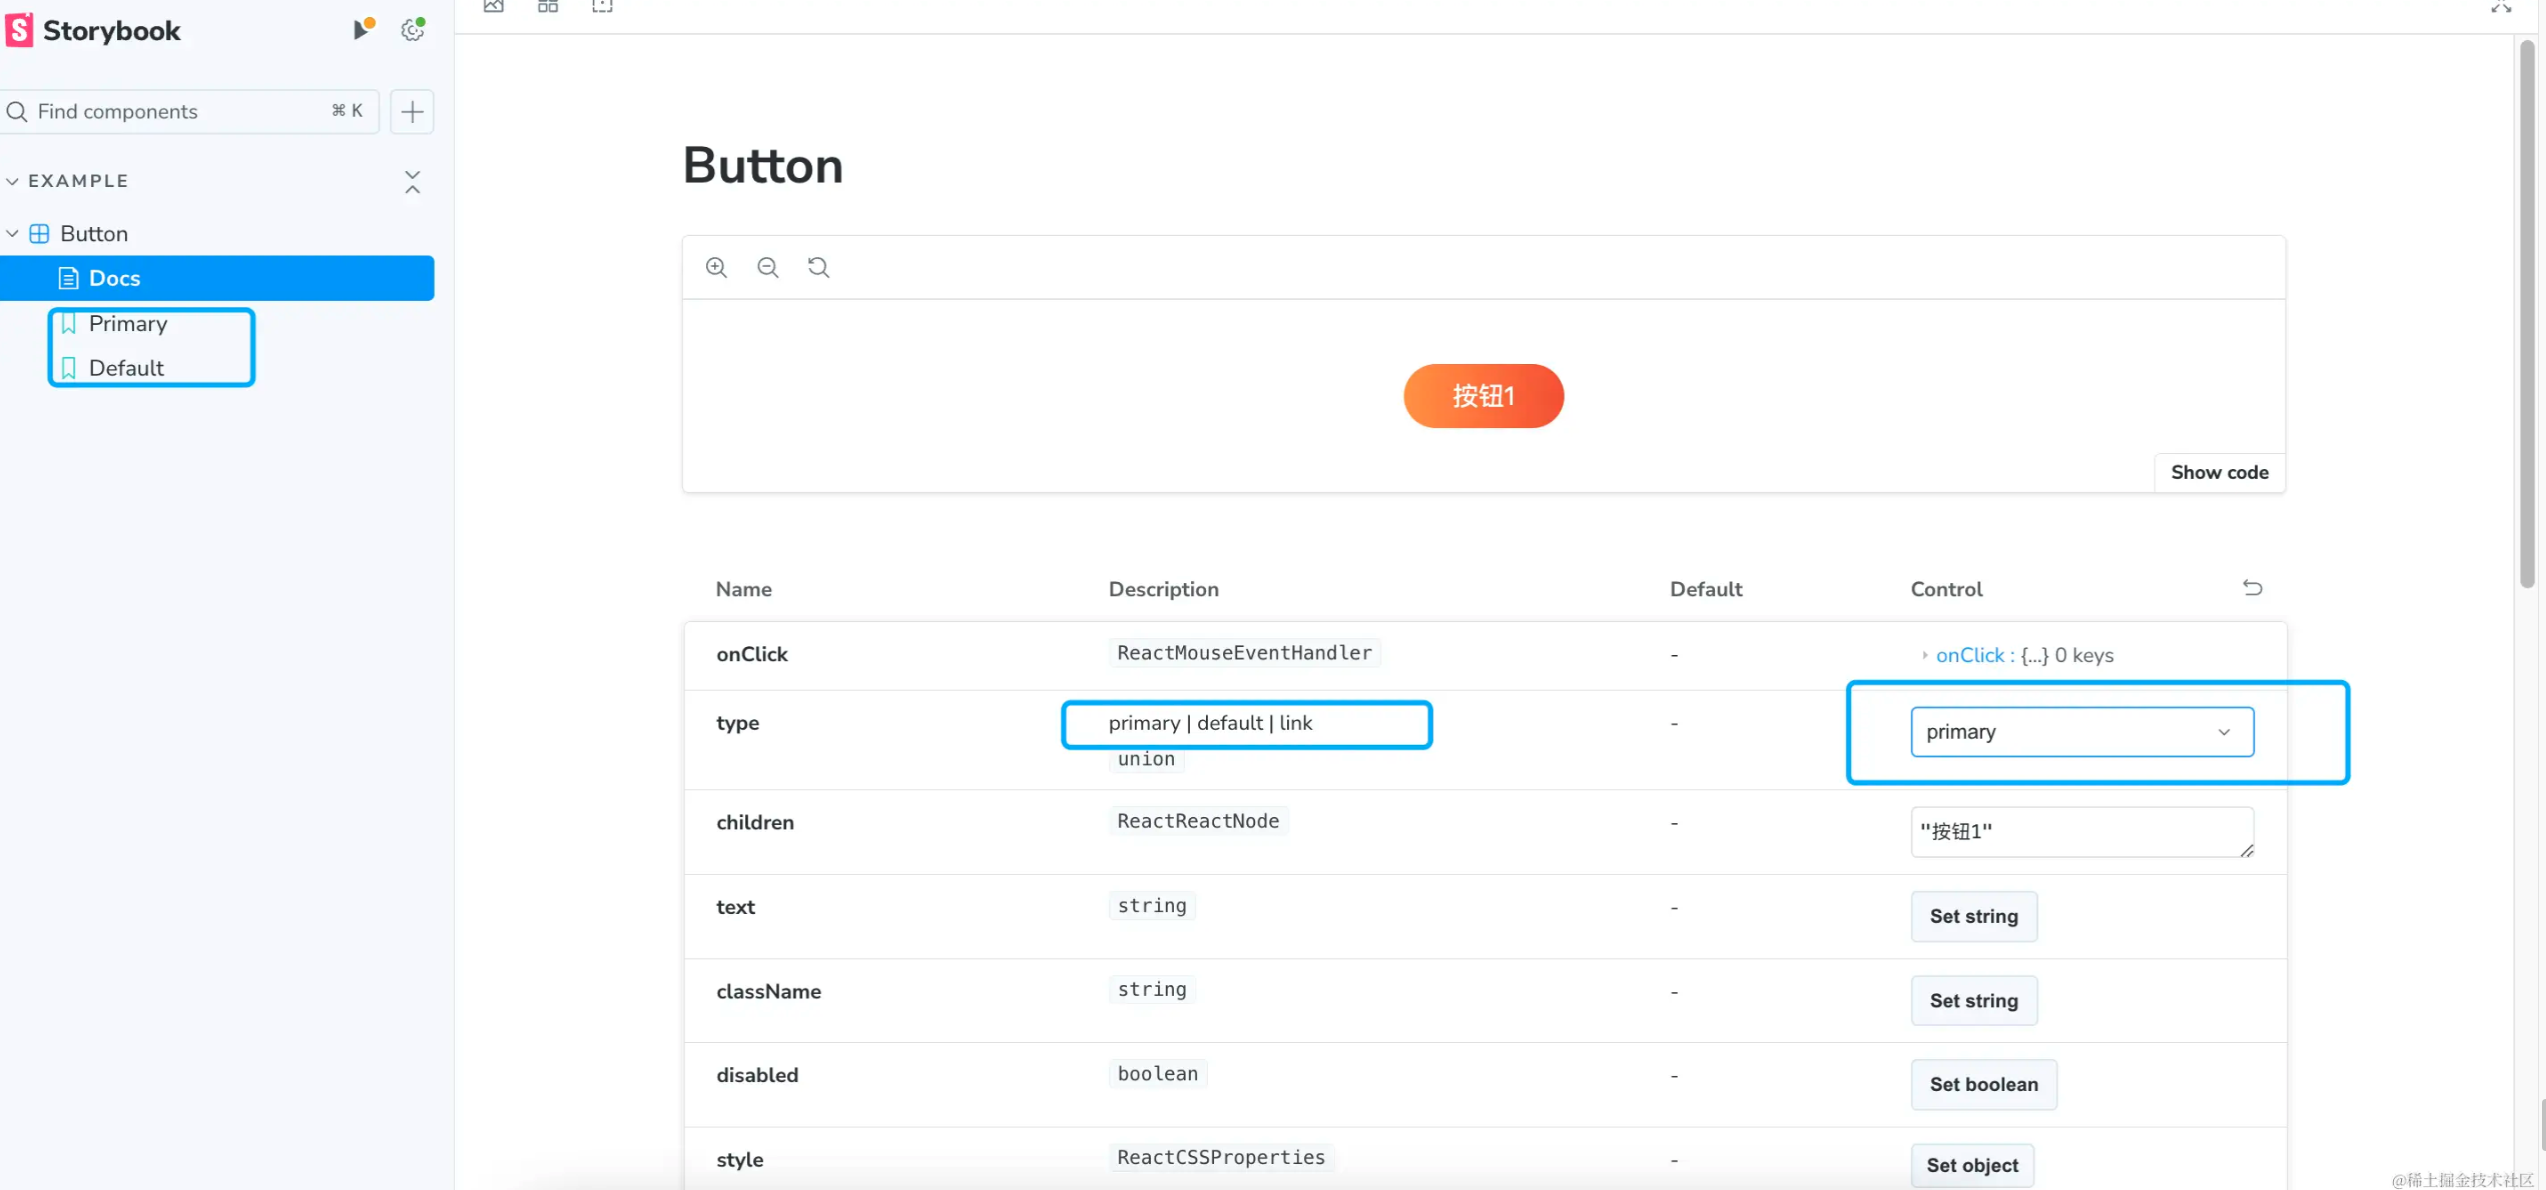 Storybook
Find components
⌘ K
EXAMPLE
Button
Docs
Primary
Default
Button
按钮1
Show code
Name Description Default Control
onClick ReactMouseEventHandler - onClick : {...} 0 keys
type primary | default | link - primary
union
children ReactReactNode - "按钮1"
text string - Set string
className string - Set string
disabled boolean - Set boolean
style ReactCSSProperties - Set object
@稀土掘金技术社区